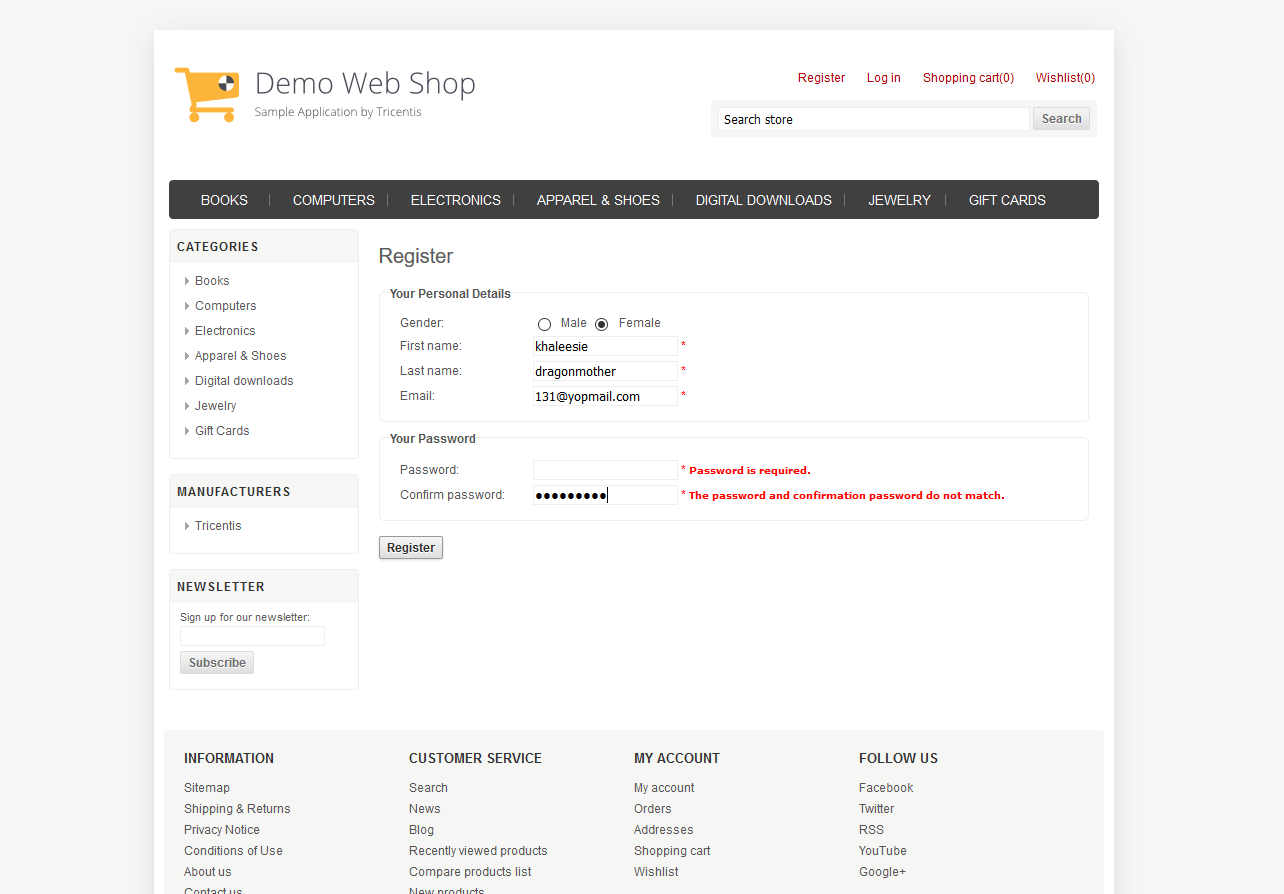 Demo Web Shop
Sample Application by Tricentis
Register Log in Shopping cart(0) Wishlist(0)
Search store Search
BOOKS COMPUTERS ELECTRONICS APPAREL & SHOES DIGITAL DOWNLOADS JEWELRY GIFT CARDS
CATEGORIES
Books
Computers
Electronics
Apparel & Shoes
Digital downloads
Jewelry
Gift Cards
MANUFACTURERS
Tricentis
NEWSLETTER
Sign up for our newsletter:
Subscribe
Register
Your Personal Details
Gender: Male Female
First name: khaleesie *
Last name: dragonmother *
Email: 131@yopmail.com *
Your Password
Password: * Password is required.
Confirm password: ●●●●●●●●● * The password and confirmation password do not match.
Register
INFORMATION
Sitemap
Shipping & Returns
Privacy Notice
Conditions of Use
About us
Contact us
CUSTOMER SERVICE
Search
News
Blog
Recently viewed products
Compare products list
New products
MY ACCOUNT
My account
Orders
Addresses
Shopping cart
Wishlist
FOLLOW US
Facebook
Twitter
RSS
YouTube
Google+